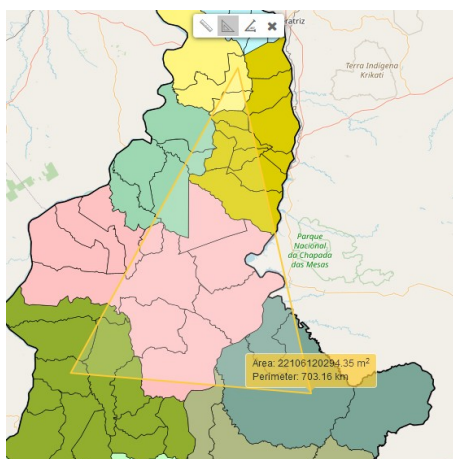 ratriz
Terra Indígena
Krikati
Parque
Nacional
da Chapada
das Mesas
Area: 22106120294.35 m²
Perimeter: 703.16 km